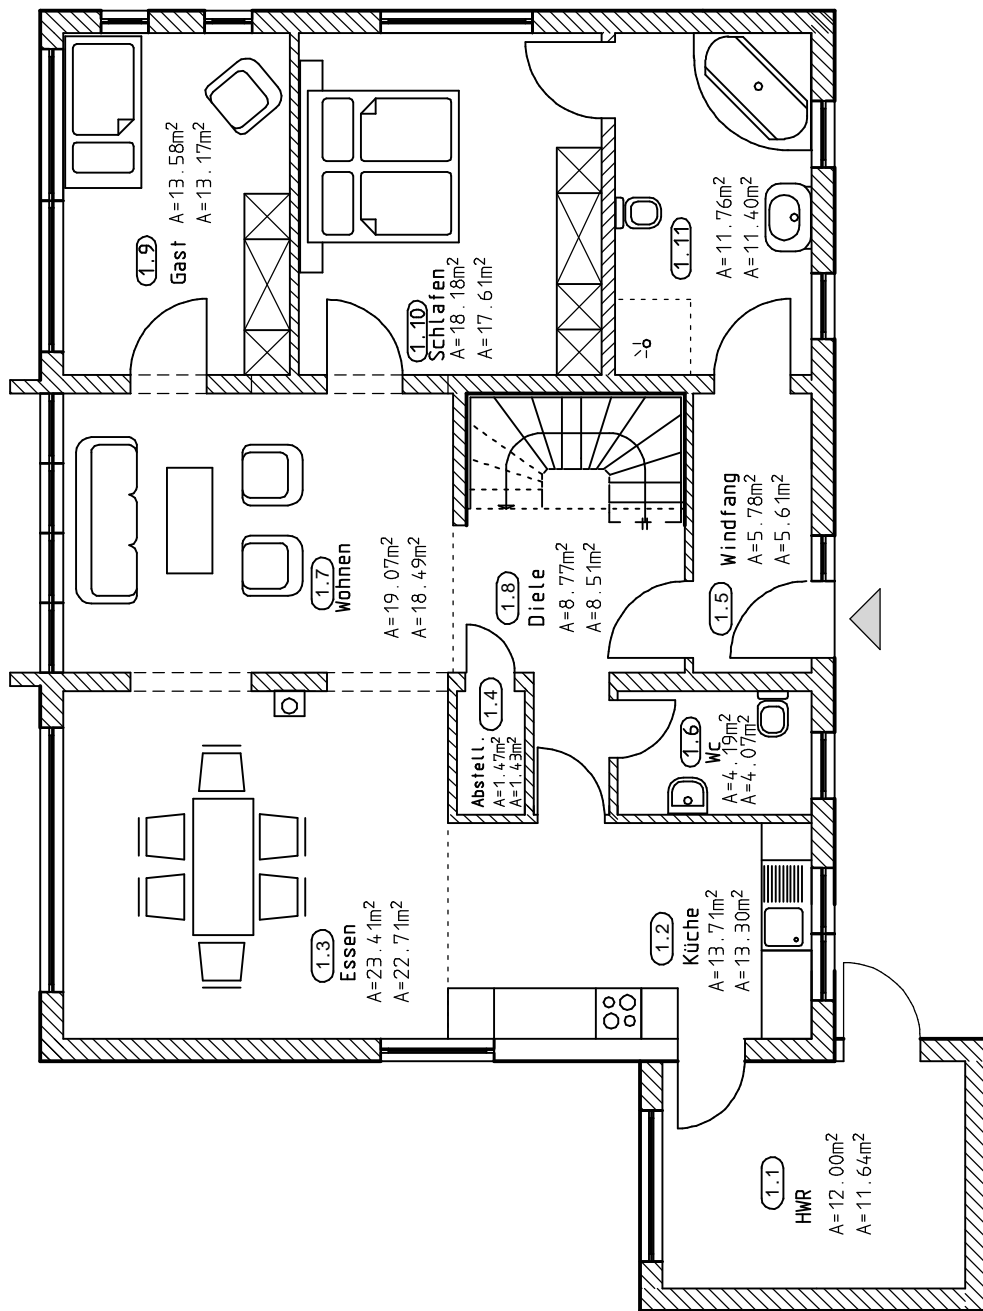 1.1
HWR
A=12.00m²
A=11.64m²
1.2
Küche
A=13.71m²
A=13.30m²
1.3
Essen
A=23.41m²
A=22.71m²
1.4
Abstell.
A=1.47m²
A=1.43m²
1.5
Windfang
A=5.78m²
A=5.61m²
1.6
Wc
A=4.19m²
A=4.07m²
1.7
Wohnen
A=19.07m²
A=18.49m²
1.8
Diele
A=8.77m²
A=8.51m²
1.9
Gast
A=13.58m²
A=13.17m²
1.10
Schlafen
A=18.18m²
A=17.61m²
1.11
A=11.76m²
A=11.40m²